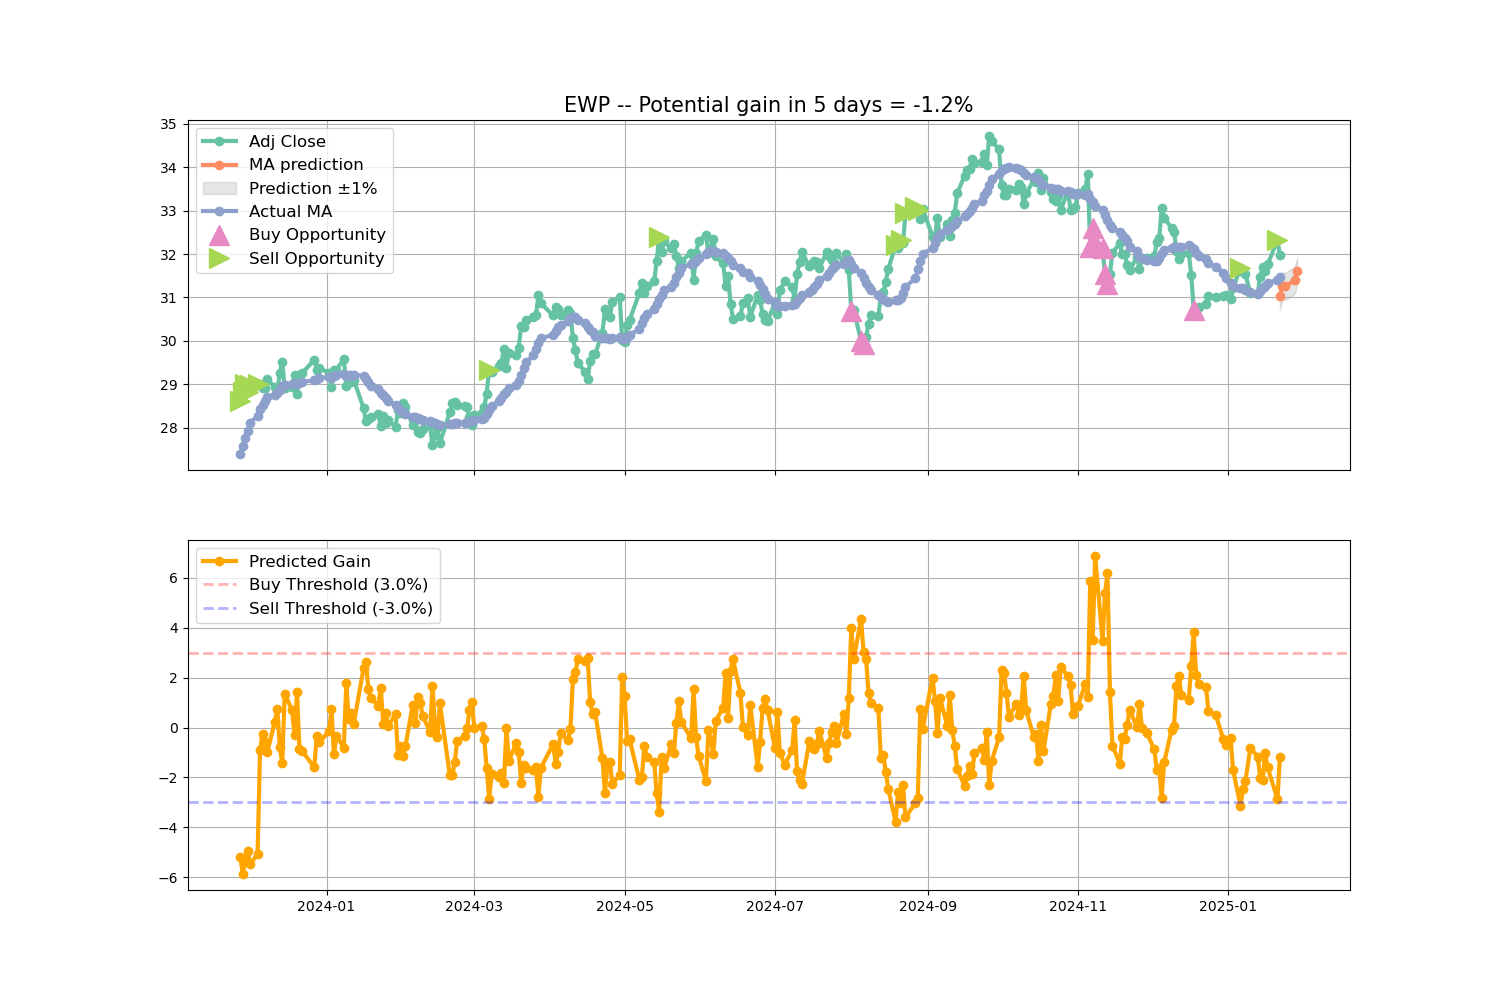 EWP -- Potential gain in 5 days = -1.2%
35
34
33
32
31
30
29
28
Adj Close
MA prediction
Prediction ±1%
Actual MA
Buy Opportunity
Sell Opportunity
6
4
2
0
−2
−4
−6
Predicted Gain
Buy Threshold (3.0%)
Sell Threshold (-3.0%)
2024-01 2024-03 2024-05 2024-07 2024-09 2024-11 2025-01